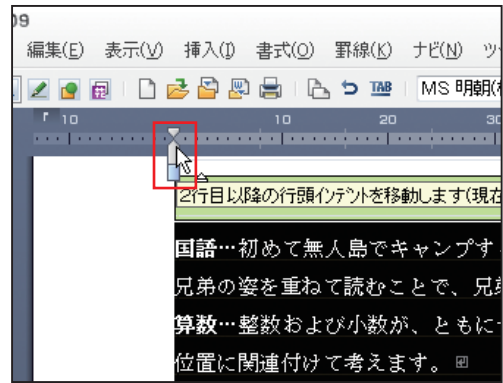 09
編集(E) 表示(V) 挿入(I) 書式(O) 罫線(K) ナビ(N) ツ
TAB MS 明朝(
10 10 20 30
2行目以降の行頭インデントを移動します(現在
国語…初めて無人島でキャンプす
兄弟の姿を重ねて読むことで、兄
算数…整数および小数が、ともに
位置に関連付けて考えます。